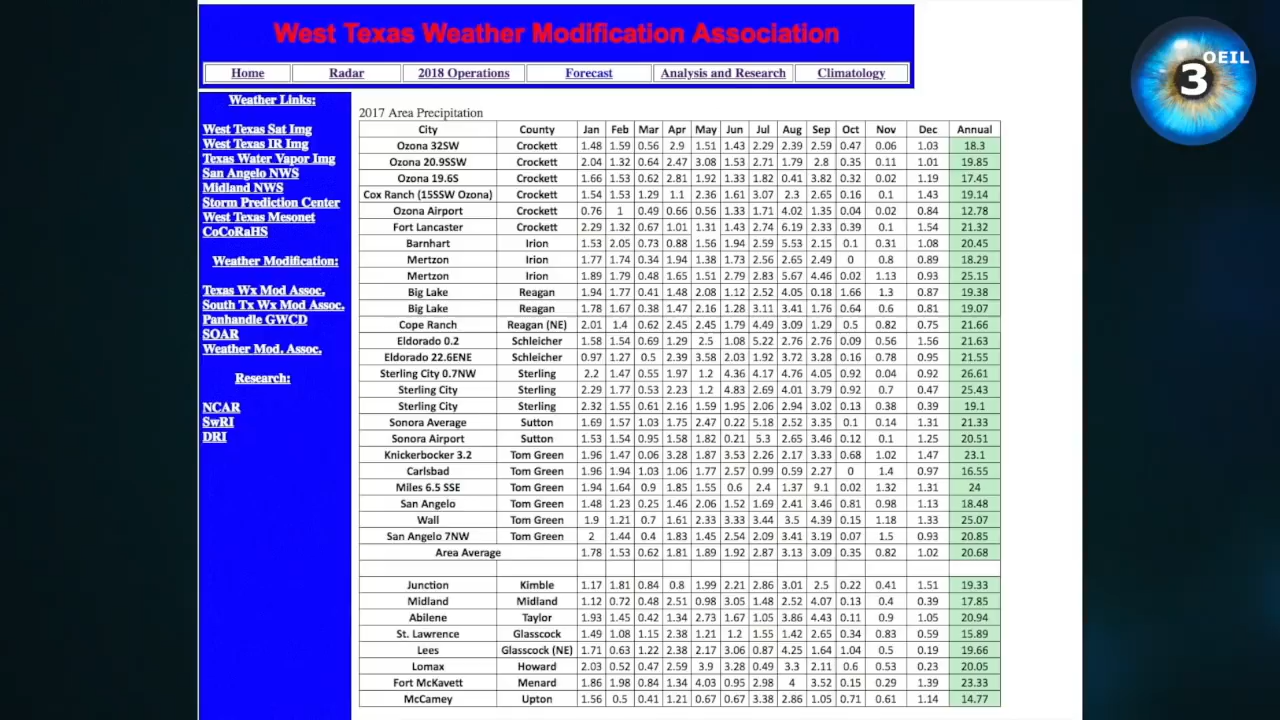 West Texas Weather Modification Association
OEIL
3
Home Radar 2018 Operations Forecast Analysis and Research Climatology
Weather Links:
West Texas Sat Img
West Texas IR Img
Texas Water Vapor Img
San Angelo NWS
Midland NWS
Storm Prediction Center
West Texas Mesonet
CoCoRaHS
Weather Modification:
Texas Wx Mod Assoc.
South Tx Wx Mod Assoc.
Panhandle GWCD
SOAR
Weather Mod. Assoc.
Research:
NCAR
SwRI
DRI
2017 Area Precipitation
City County Jan Feb Mar Apr May Jun Jul Aug Sep Oct Nov Dec Annual
Ozona 32SW Crockett 1.48 1.59 0.56 2.9 1.51 1.43 2.29 2.39 2.59 0.47 0.06 1.03 18.3
Ozona 20.9SSW Crockett 2.04 1.32 0.64 2.47 3.08 1.53 2.71 1.79 2.8 0.35 0.11 1.01 19.85
Ozona 19.6S Crockett 1.66 1.53 0.62 2.81 1.92 1.33 1.82 0.41 3.82 0.32 0.02 1.19 17.45
Cox Ranch (15SSW Ozona) Crockett 1.54 1.53 1.29 1.1 2.36 1.61 3.07 2.3 2.65 0.16 0.1 1.43 19.14
Ozona Airport Crockett 0.76 1 0.49 0.66 0.56 1.33 1.71 4.02 1.35 0.04 0.02 0.84 12.78
Fort Lancaster Crockett 2.29 1.32 0.67 1.01 1.31 1.43 2.74 6.19 2.33 0.39 0.1 1.54 21.32
Barnhart Irion 1.53 2.05 0.73 0.88 1.56 1.94 2.59 5.53 2.15 0.1 0.31 1.08 20.45
Mertzon Irion 1.77 1.74 0.34 1.94 1.38 1.73 2.56 2.65 2.49 0 0.8 0.89 18.29
Mertzon Irion 1.89 1.79 0.48 1.65 1.51 2.79 2.83 5.67 4.46 0.02 1.13 0.93 25.15
Big Lake Reagan 1.94 1.77 0.41 1.48 2.08 1.12 2.52 4.05 0.18 1.66 1.3 0.87 19.38
Big Lake Reagan 1.78 1.67 0.38 1.47 2.16 1.28 3.11 3.41 1.76 0.64 0.6 0.81 19.07
Cope Ranch Reagan (NE) 2.01 1.4 0.62 2.45 2.45 1.79 4.49 3.09 1.29 0.5 0.82 0.75 21.66
Eldorado 0.2 Schleicher 1.58 1.54 0.69 1.29 2.5 1.08 5.22 2.76 2.76 0.09 0.56 1.56 21.63
Eldorado 22.6ENE Schleicher 0.97 1.27 0.5 2.39 3.58 2.03 1.92 3.72 3.28 0.16 0.78 0.95 21.55
Sterling City 0.7NW Sterling 2.2 1.47 0.55 1.97 1.2 4.36 4.17 4.76 4.05 0.92 0.04 0.92 26.61
Sterling City Sterling 2.29 1.77 0.53 2.23 1.2 4.83 2.69 4.01 3.79 0.92 0.7 0.47 25.43
Sterling City Sterling 2.32 1.55 0.61 2.16 1.59 1.95 2.06 2.94 3.02 0.13 0.38 0.39 19.1
Sonora Average Sutton 1.69 1.57 1.03 1.75 2.47 0.22 5.18 2.52 3.35 0.1 0.14 1.31 21.33
Sonora Airport Sutton 1.53 1.54 0.95 1.58 1.82 0.21 5.3 2.65 3.46 0.12 0.1 1.25 20.51
Knickerbocker 3.2 Tom Green 1.96 1.47 0.06 3.28 1.87 3.53 2.26 2.17 3.33 0.68 1.02 1.47 23.1
Carlsbad Tom Green 1.96 1.94 1.03 1.06 1.77 2.57 0.99 0.59 2.27 0 1.4 0.97 16.55
Miles 6.5 SSE Tom Green 1.94 1.64 0.9 1.85 1.55 0.6 2.4 1.37 9.1 0.02 1.32 1.31 24
San Angelo Tom Green 1.48 1.23 0.25 1.46 2.06 1.52 1.69 2.41 3.46 0.81 0.98 1.13 18.48
Wall Tom Green 1.9 1.21 0.7 1.61 2.33 3.33 3.44 3.5 4.39 0.15 1.18 1.33 25.07
San Angelo 7NW Tom Green 2 1.44 0.4 1.83 1.45 2.54 2.09 3.41 3.19 0.07 1.5 0.93 20.85
Area Average 1.78 1.53 0.62 1.81 1.89 1.92 2.87 3.13 3.09 0.35 0.82 1.02 20.68
Junction Kimble 1.17 1.81 0.84 0.8 1.99 2.21 2.86 3.01 2.5 0.22 0.41 1.51 19.33
Midland Midland 1.12 0.72 0.48 2.51 0.98 3.05 1.48 2.52 4.07 0.13 0.4 0.39 17.85
Abilene Taylor 1.93 1.45 0.42 1.34 2.73 1.67 1.05 3.86 4.43 0.11 0.9 1.05 20.94
St. Lawrence Glasscock 1.49 1.08 1.15 2.38 1.21 1.2 1.55 1.42 2.65 0.34 0.83 0.59 15.89
Lees Glasscock (NE) 1.71 0.63 1.22 2.38 2.17 3.06 0.87 4.25 1.64 1.04 0.5 0.19 19.66
Lomax Howard 2.03 0.52 0.47 2.59 3.9 3.28 0.49 3.3 2.11 0.6 0.53 0.23 20.05
Fort McKavett Menard 1.86 1.98 0.84 1.34 4.03 0.95 2.98 4 3.52 0.15 0.29 1.39 23.33
McCamey Upton 1.56 0.5 0.41 1.21 0.67 0.67 3.38 2.86 1.05 0.71 0.61 1.14 14.77